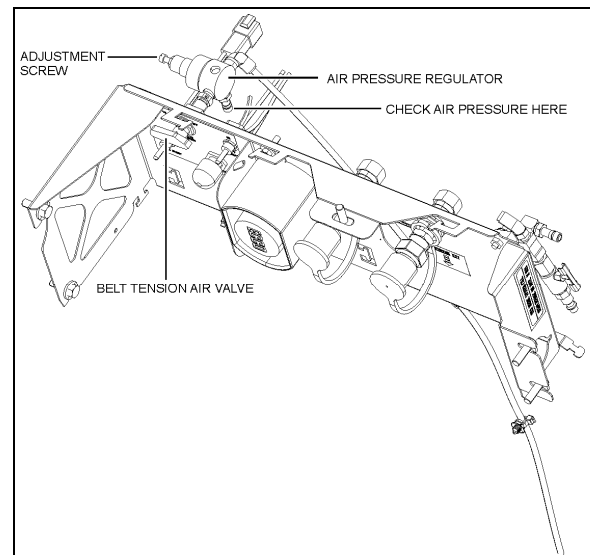 ADJUSTMENT
SCREW
AIR PRESSURE REGULATOR
CHECK AIR PRESSURE HERE
BELT TENSION AIR VALVE